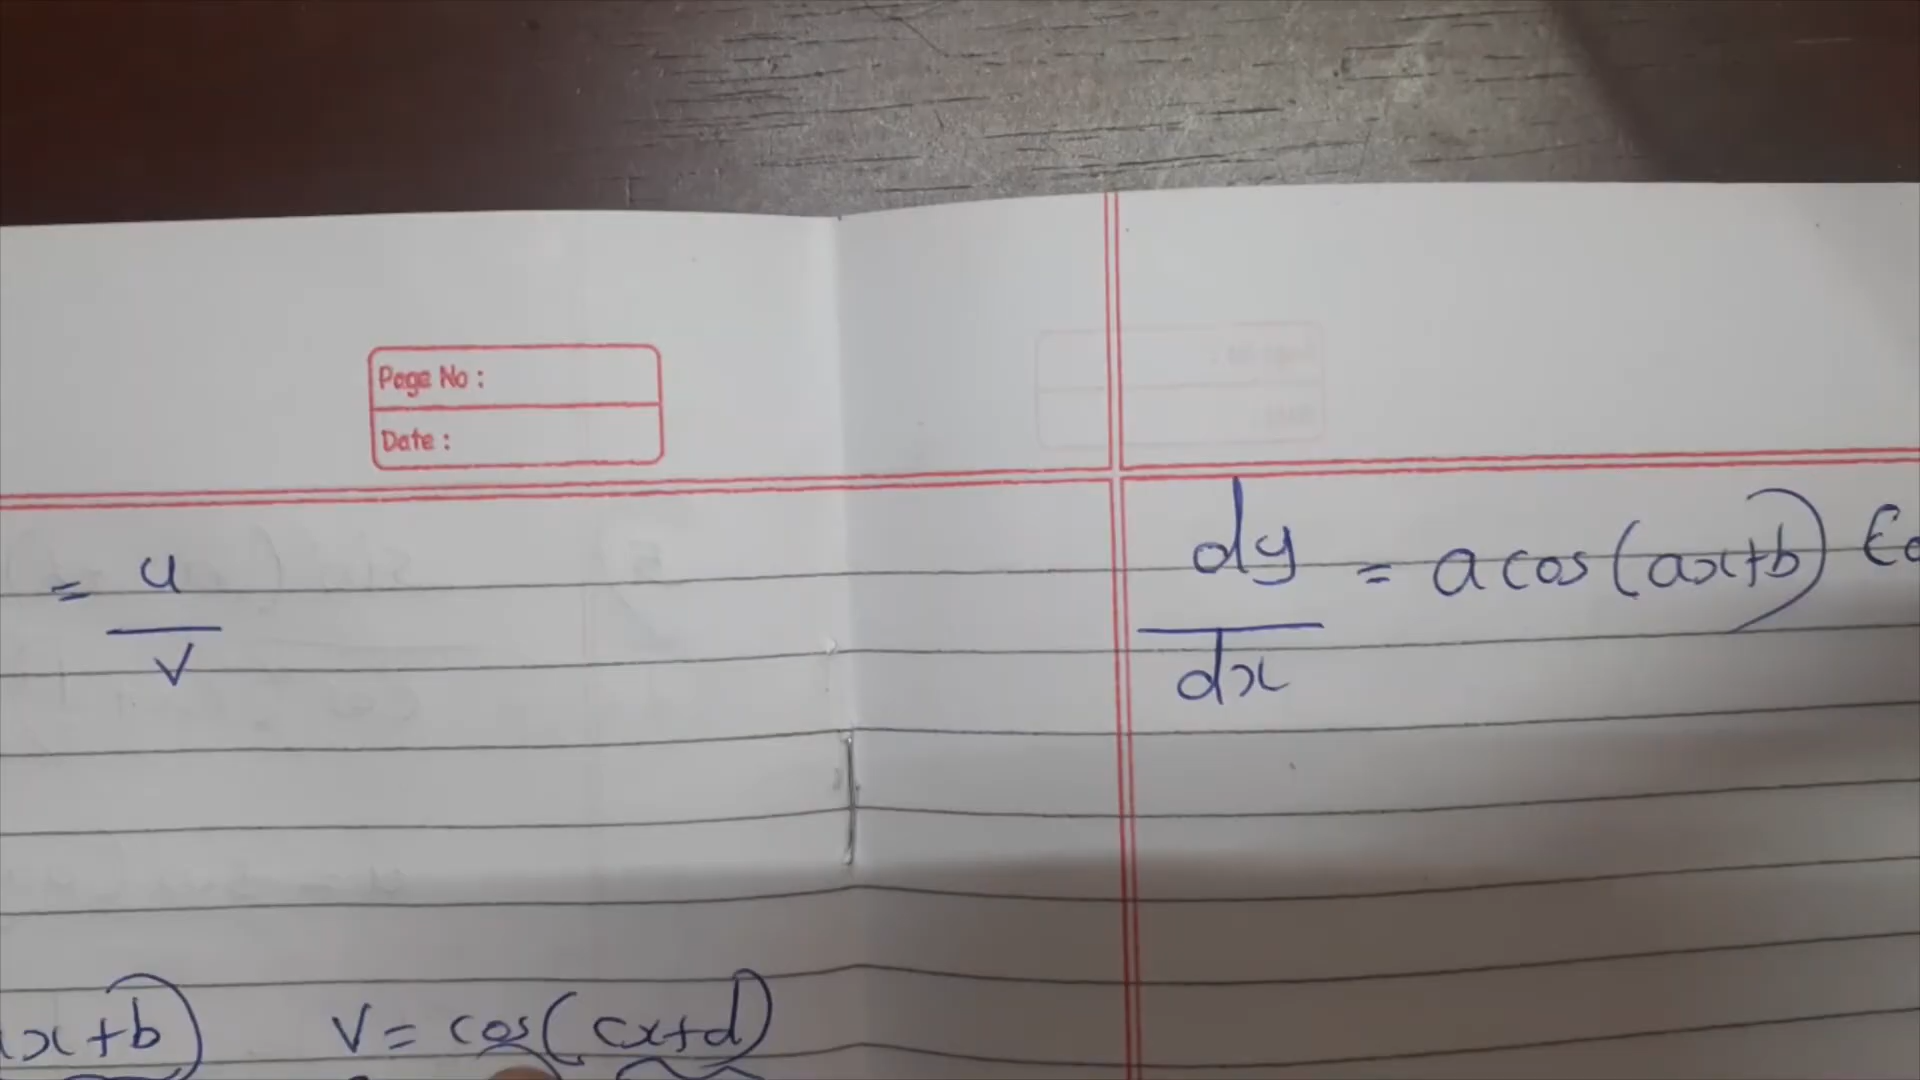 Page No :
Date :
= u
v
x+b) v = cos(cx+d)
dy
dx
= a cos(ax+b)